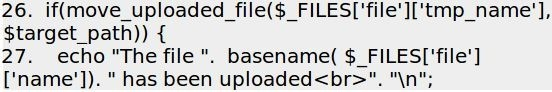 26.  if(move_uploaded_file($_FILES['file']['tmp_name'],
$target_path)) {
27.    echo "The file ".  basename( $_FILES['file']
['name']). " has been uploaded<br>". "\n";